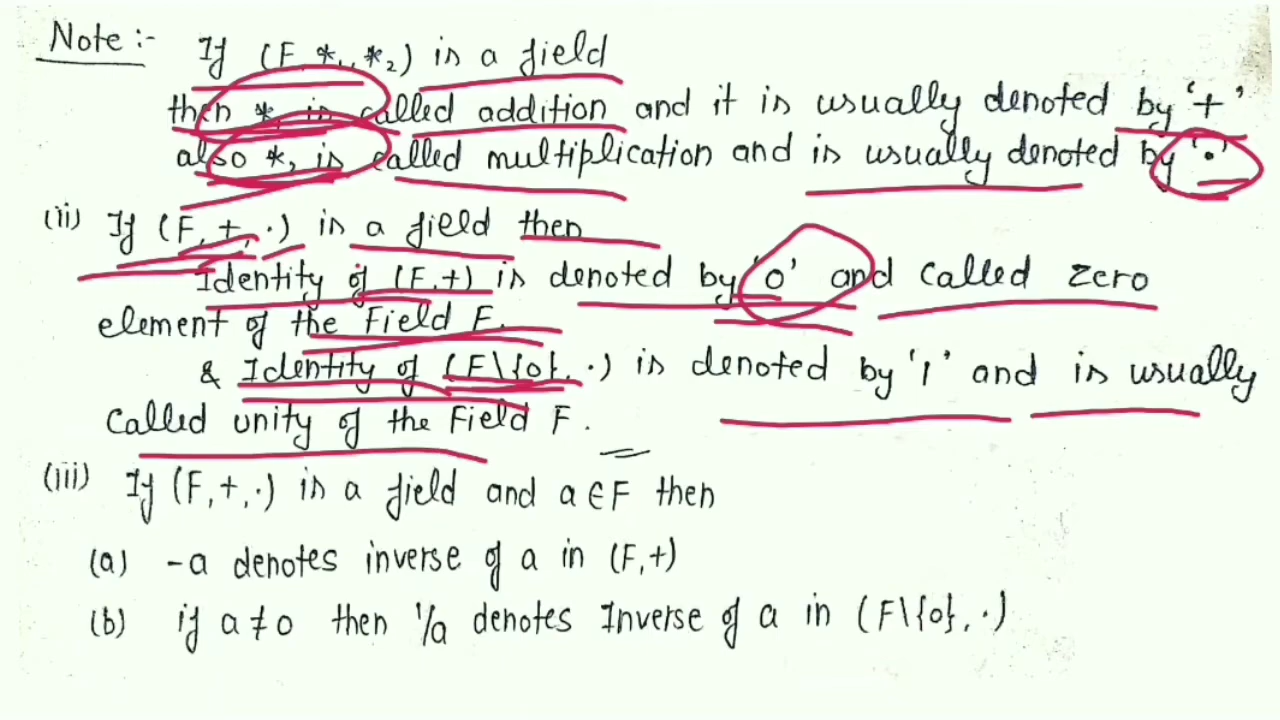 Note :-
If (F, *₁, *₂) is a field
then *₁ is called addition and it is usually denoted by '+'
also *₂ is called multiplication and is usually denoted by '·'
(ii) If (F, +, ·) is a field then
Identity of (F, +) is denoted by '0' and called zero
element of the Field F.
& Identity of (F\{0}, ·) is denoted by '1' and is usually
called unity of the Field F.
(iii) If (F, +, ·) is a field and a ∈ F then
(a) -a denotes inverse of a in (F, +)
(b) if a ≠ 0 then 1/a denotes Inverse of a in (F\{0}, ·)